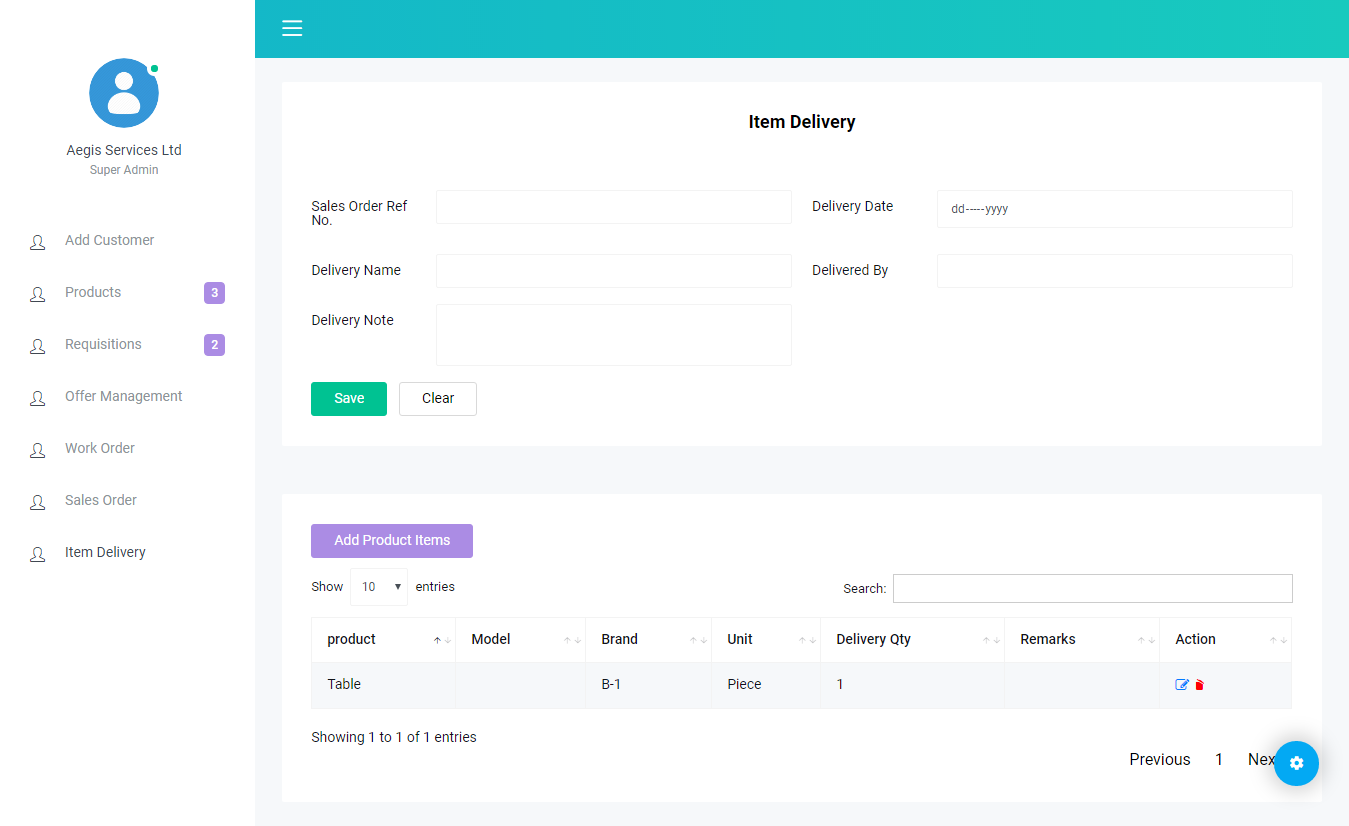 Aegis Services Ltd
Super Admin
Add Customer
Products 3
Requisitions 2
Offer Management
Work Order
Sales Order
Item Delivery
Item Delivery
Sales Order Ref
No.
Delivery Date dd-----yyyy
Delivery Name
Delivered By
Delivery Note
Save Clear
Add Product Items
Show 10 entries
Search:
product Model Brand Unit Delivery Qty Remarks Action
Table B-1 Piece 1
Showing 1 to 1 of 1 entries
Previous 1 Nex